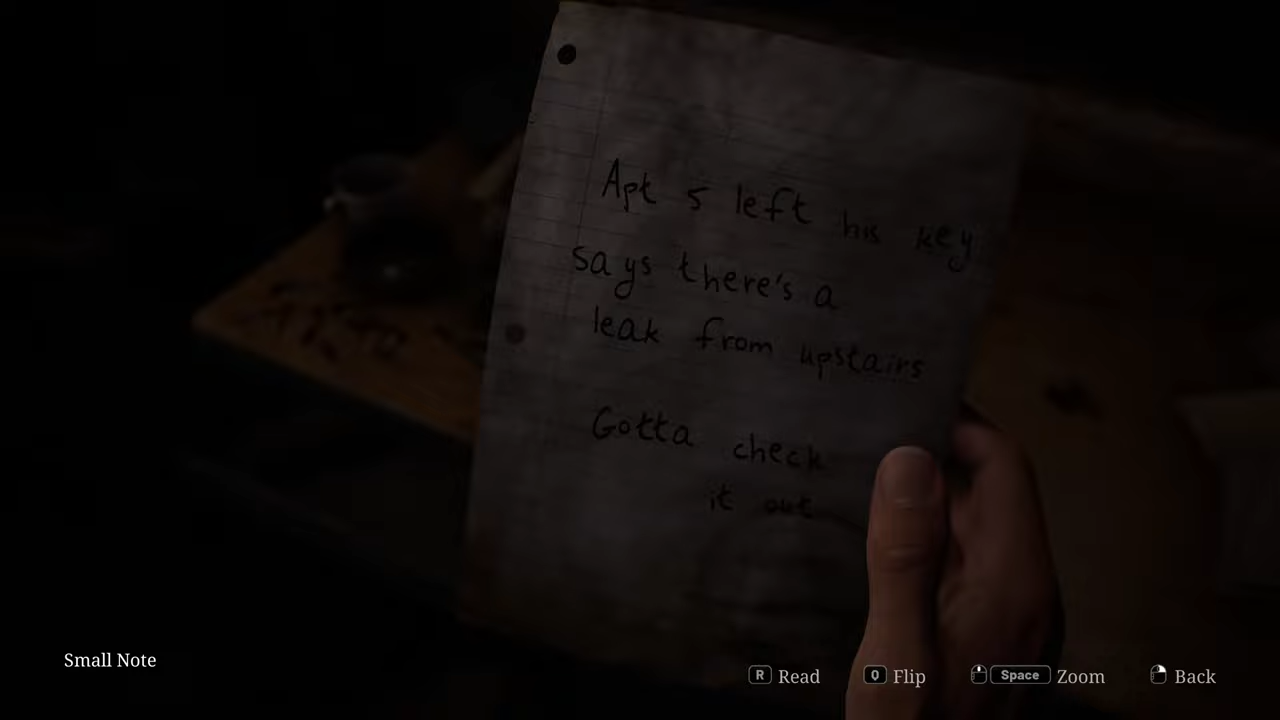 Apt 5 left his key
says there's a
leak from upstairs
Gotta check
it out
Small Note
R Read Q Flip Space Zoom Back